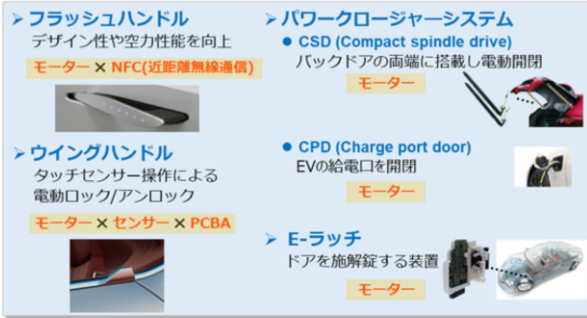 フラッシュハンドル
デザイン性や空力性能を向上
モーター × NFC(近距離無線通信)
ウイングハンドル
タッチセンサー操作による
電動ロック/アンロック
モーター × センサー × PCBA
パワークロージャーシステム
CSD (Compact spindle drive)
バックドアの両端に搭載し電動開閉
モーター
CPD (Charge port door)
EVの給電口を開閉
モーター
E-ラッチ
ドアを施解錠する装置
モーター